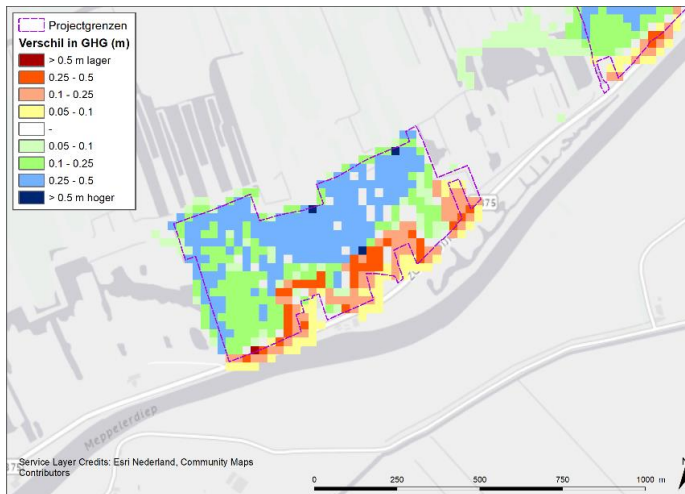 Projectgrenzen
Verschil in GHG (m)
> 0.5 m lager
0.25 - 0.5
0.1 - 0.25
0.05 - 0.1
-
0.05 - 0.1
0.1 - 0.25
0.25 - 0.5
> 0.5 m hoger
375
Meppelerdiep
Service Layer Credits: Esri Nederland, Community Maps
Contributors
0 250 500 750 1000 m
N